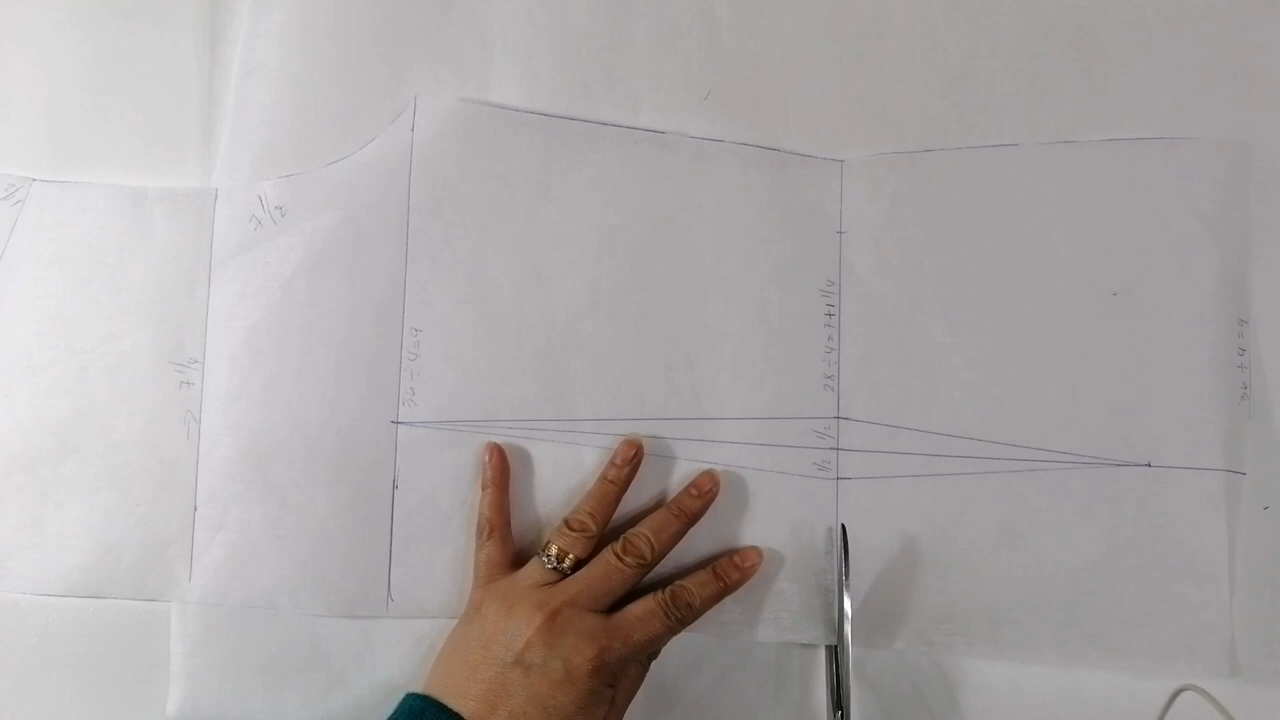 7 1/2
7 1/4
36 ÷ 4 = 9
28 ÷ 4 = 7 + 1 1/4
1/2
1/2
36 ÷ 4 = 9